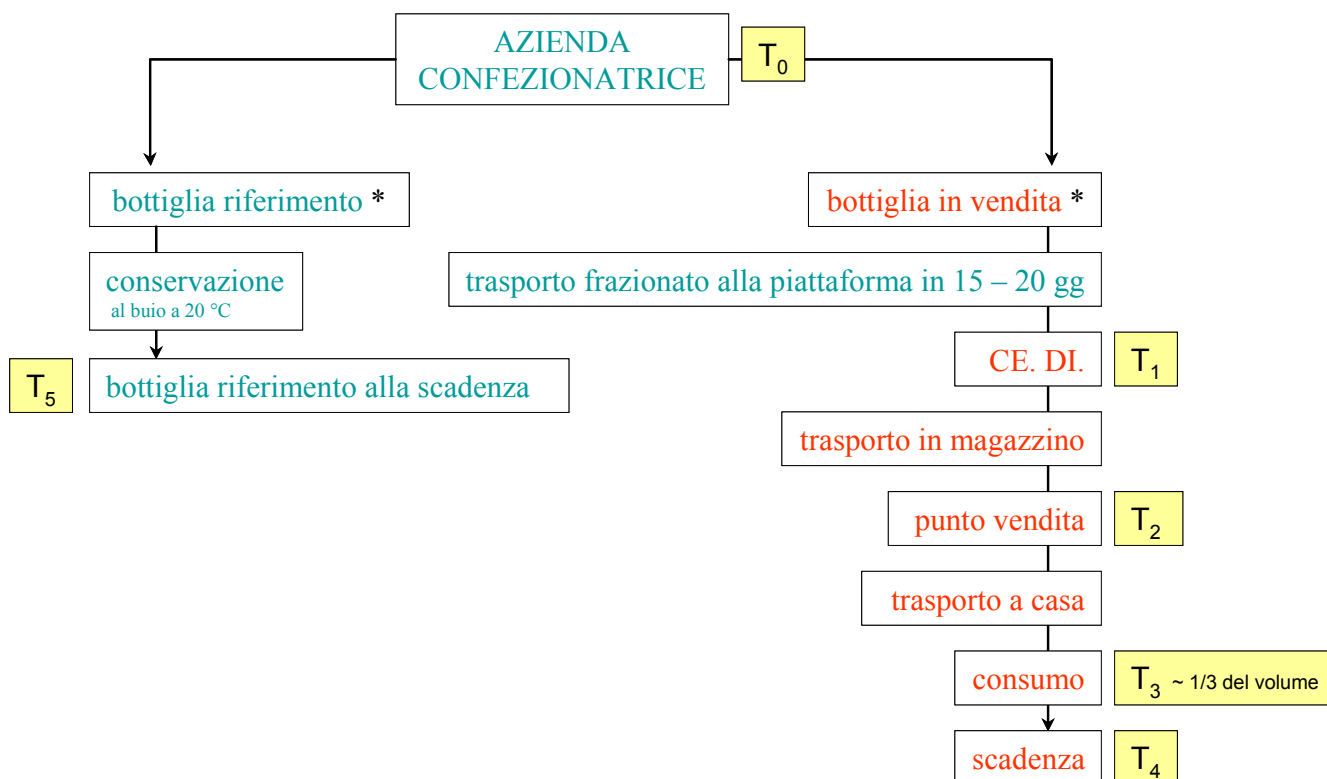 AZIENDA
CONFEZIONATRICE
T0
bottiglia riferimento *
bottiglia in vendita *
conservazione
al buio a 20 °C
trasporto frazionato alla piattaforma in 15 – 20 gg
CE. DI.
T1
T5
bottiglia riferimento alla scadenza
trasporto in magazzino
punto vendita
T2
trasporto a casa
consumo
T3 ~ 1/3 del volume
scadenza
T4